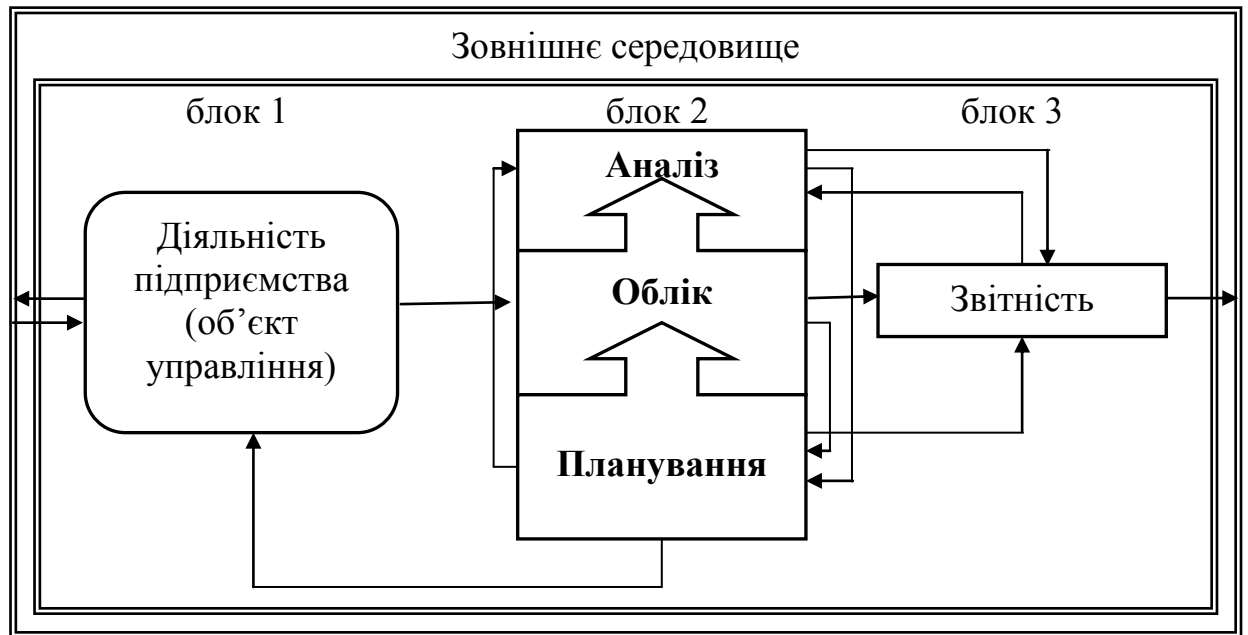 Зовнішнє середовище
блок 1
блок 2
блок 3
Діяльність
підприємства
(об’єкт
управління)
Аналіз
Облік
Планування
Звітність